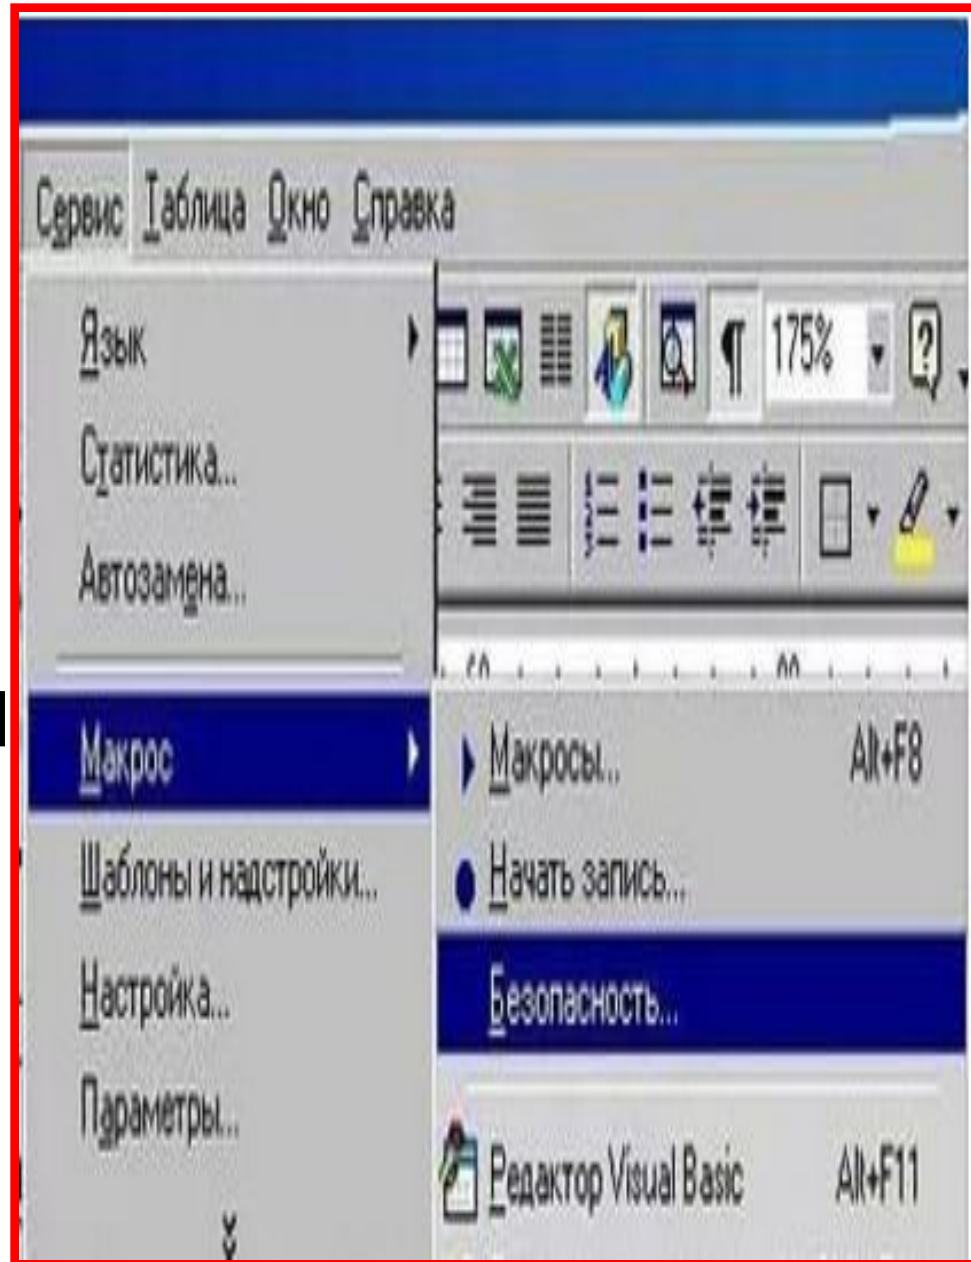 Сервис Таблица Окно Справка
Язык
175%
Статистика...
Автозамена...
Макрос
Макросы... Alt+F8
Шаблоны и надстройки...
Начать запись...
Настройка...
Безопасность...
Параметры...
Редактор Visual Basic Alt+F11